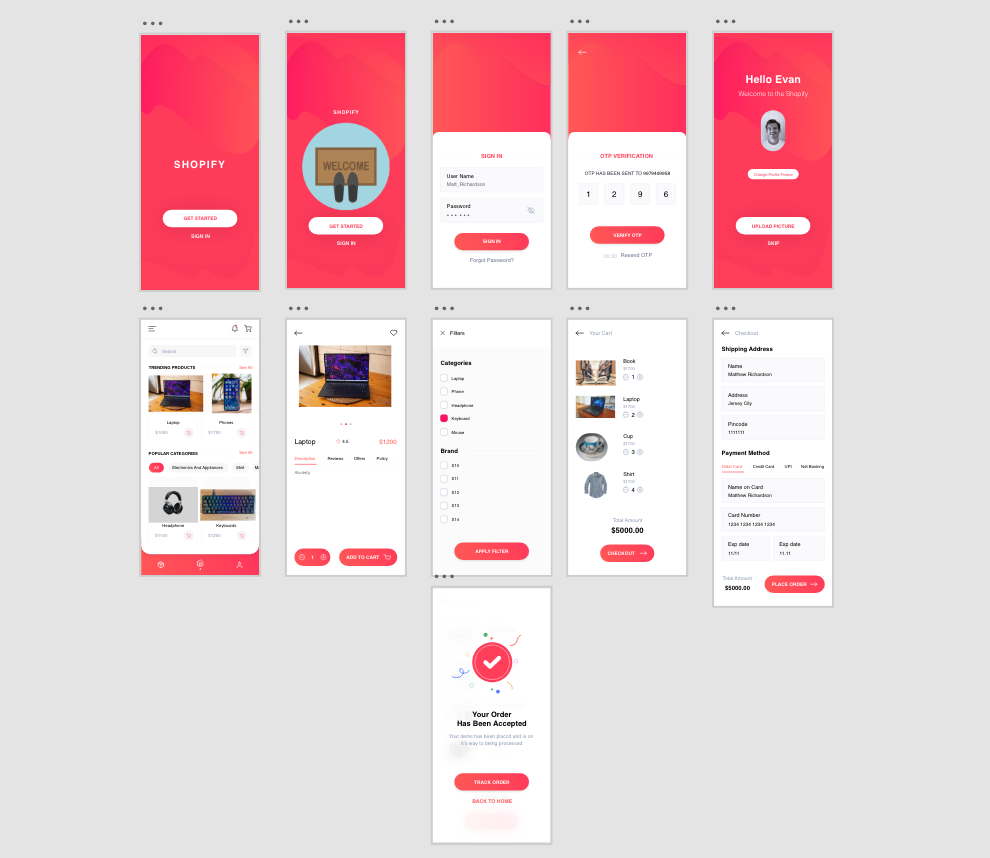 SHOPIFY
GET STARTED
SIGN IN
SHOPIFY
WELCOME
GET STARTED
SIGN IN
SIGN IN
User Name
Matt_Richardson
Password
SIGN IN
Forgot Password?
OTP VERIFICATION
OTP HAS BEEN SENT TO 9979409958
1 2 9 6
VERIFY OTP
00:30 Resend OTP
Hello Evan
Welcome to the Shopify
Change Profile Picture
UPLOAD PICTURE
SKIP
Search
TRENDING PRODUCTS See All
Laptop Phones
$1000 $1700
POPULAR CATEGORIES See All
All Electronics And Appliances Shirt
Headphone Keyboards
$1100 $1200
Laptop 4.5 $1200
Description Reviews Offers Policy
1 ADD TO CART
Filters
Categories
Laptop
Phone
Headphone
Keyboard
Mouse
Brand
S10
S11
S12
S13
S14
APPLY FILTER
Your Cart
Book
$1700
1
Laptop
$1700
2
Cup
$1700
3
Shirt
$1700
4
Total Amount
$5000.00
CHECKOUT
Checkout
Shipping Address
Name
Matthew Richardson
Address
Jersey City
Pincode
1111111
Payment Method
Debit Card Credit Card UPI Net Banking
Name on Card
Matthew Richardson
Card Number
1234 1234 1234 1234
Exp date Exp date
11/11 11.11
Total Amount
$5000.00
PLACE ORDER
Your Order
Has Been Accepted
Your items has been placcd and is on
it's way to being processed
TRACK ORDER
BACK TO HOME